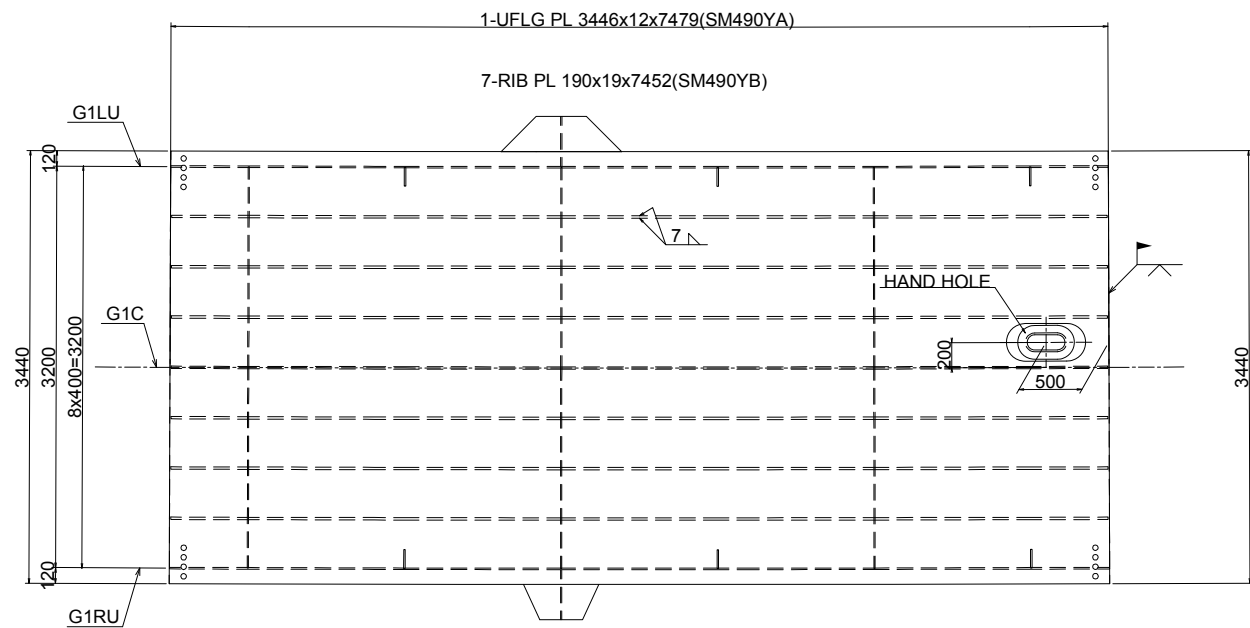 1-UFLG PL 3446x12x7479(SM490YA)
7-RIB PL 190x19x7452(SM490YB)
G1LU
120
7
HAND HOLE
G1C
3440
3200
8x400=3200
200
500
3440
120
G1RU